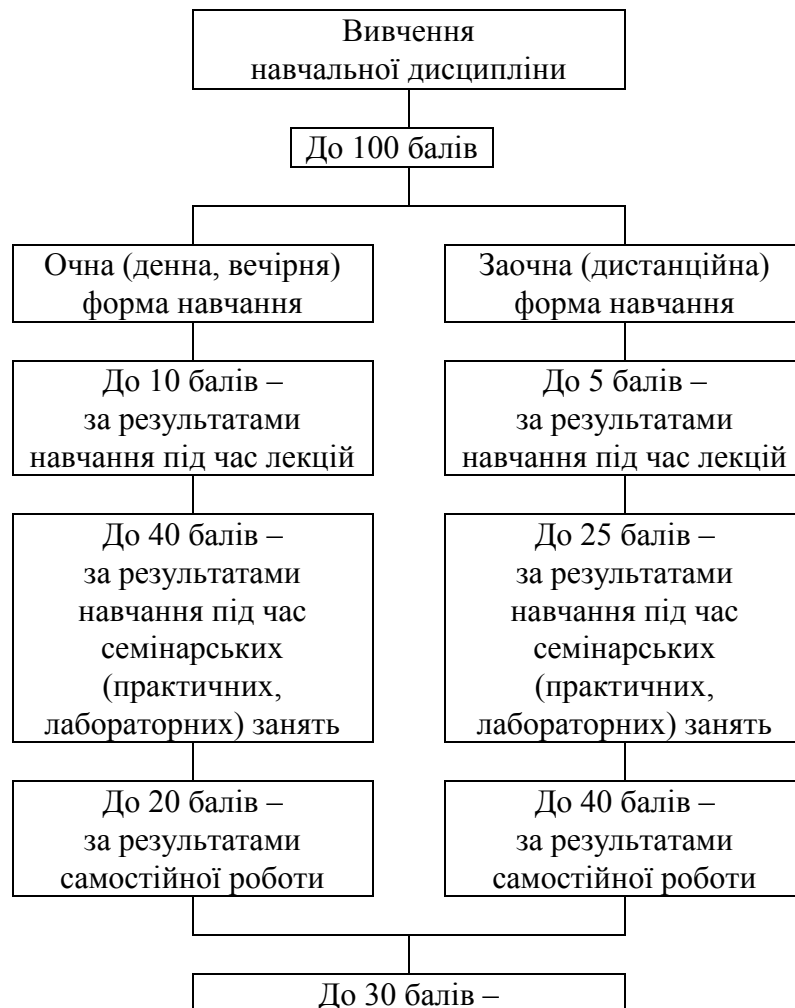 Вивчення
навчальної дисципліни
До 100 балів
Очна (денна, вечірня)
форма навчання
Заочна (дистанційна)
форма навчання
До 10 балів –
за результатами
навчання під час лекцій
До 5 балів –
за результатами
навчання під час лекцій
До 40 балів –
за результатами
навчання під час
семінарських
(практичних,
лабораторних) занять
До 25 балів –
за результатами
навчання під час
семінарських
(практичних,
лабораторних) занять
До 20 балів –
за результатами
самостійної роботи
До 40 балів –
за результатами
самостійної роботи
До 30 балів –